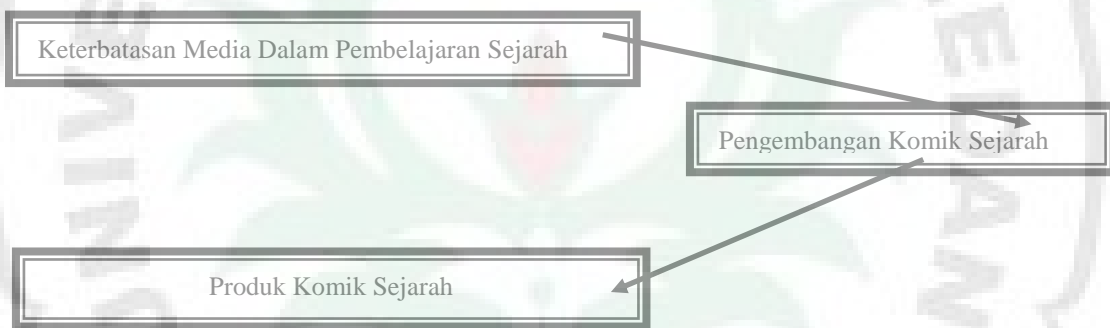 Keterbatasan Media Dalam Pembelajaran Sejarah
Pengembangan Komik Sejarah
Produk Komik Sejarah